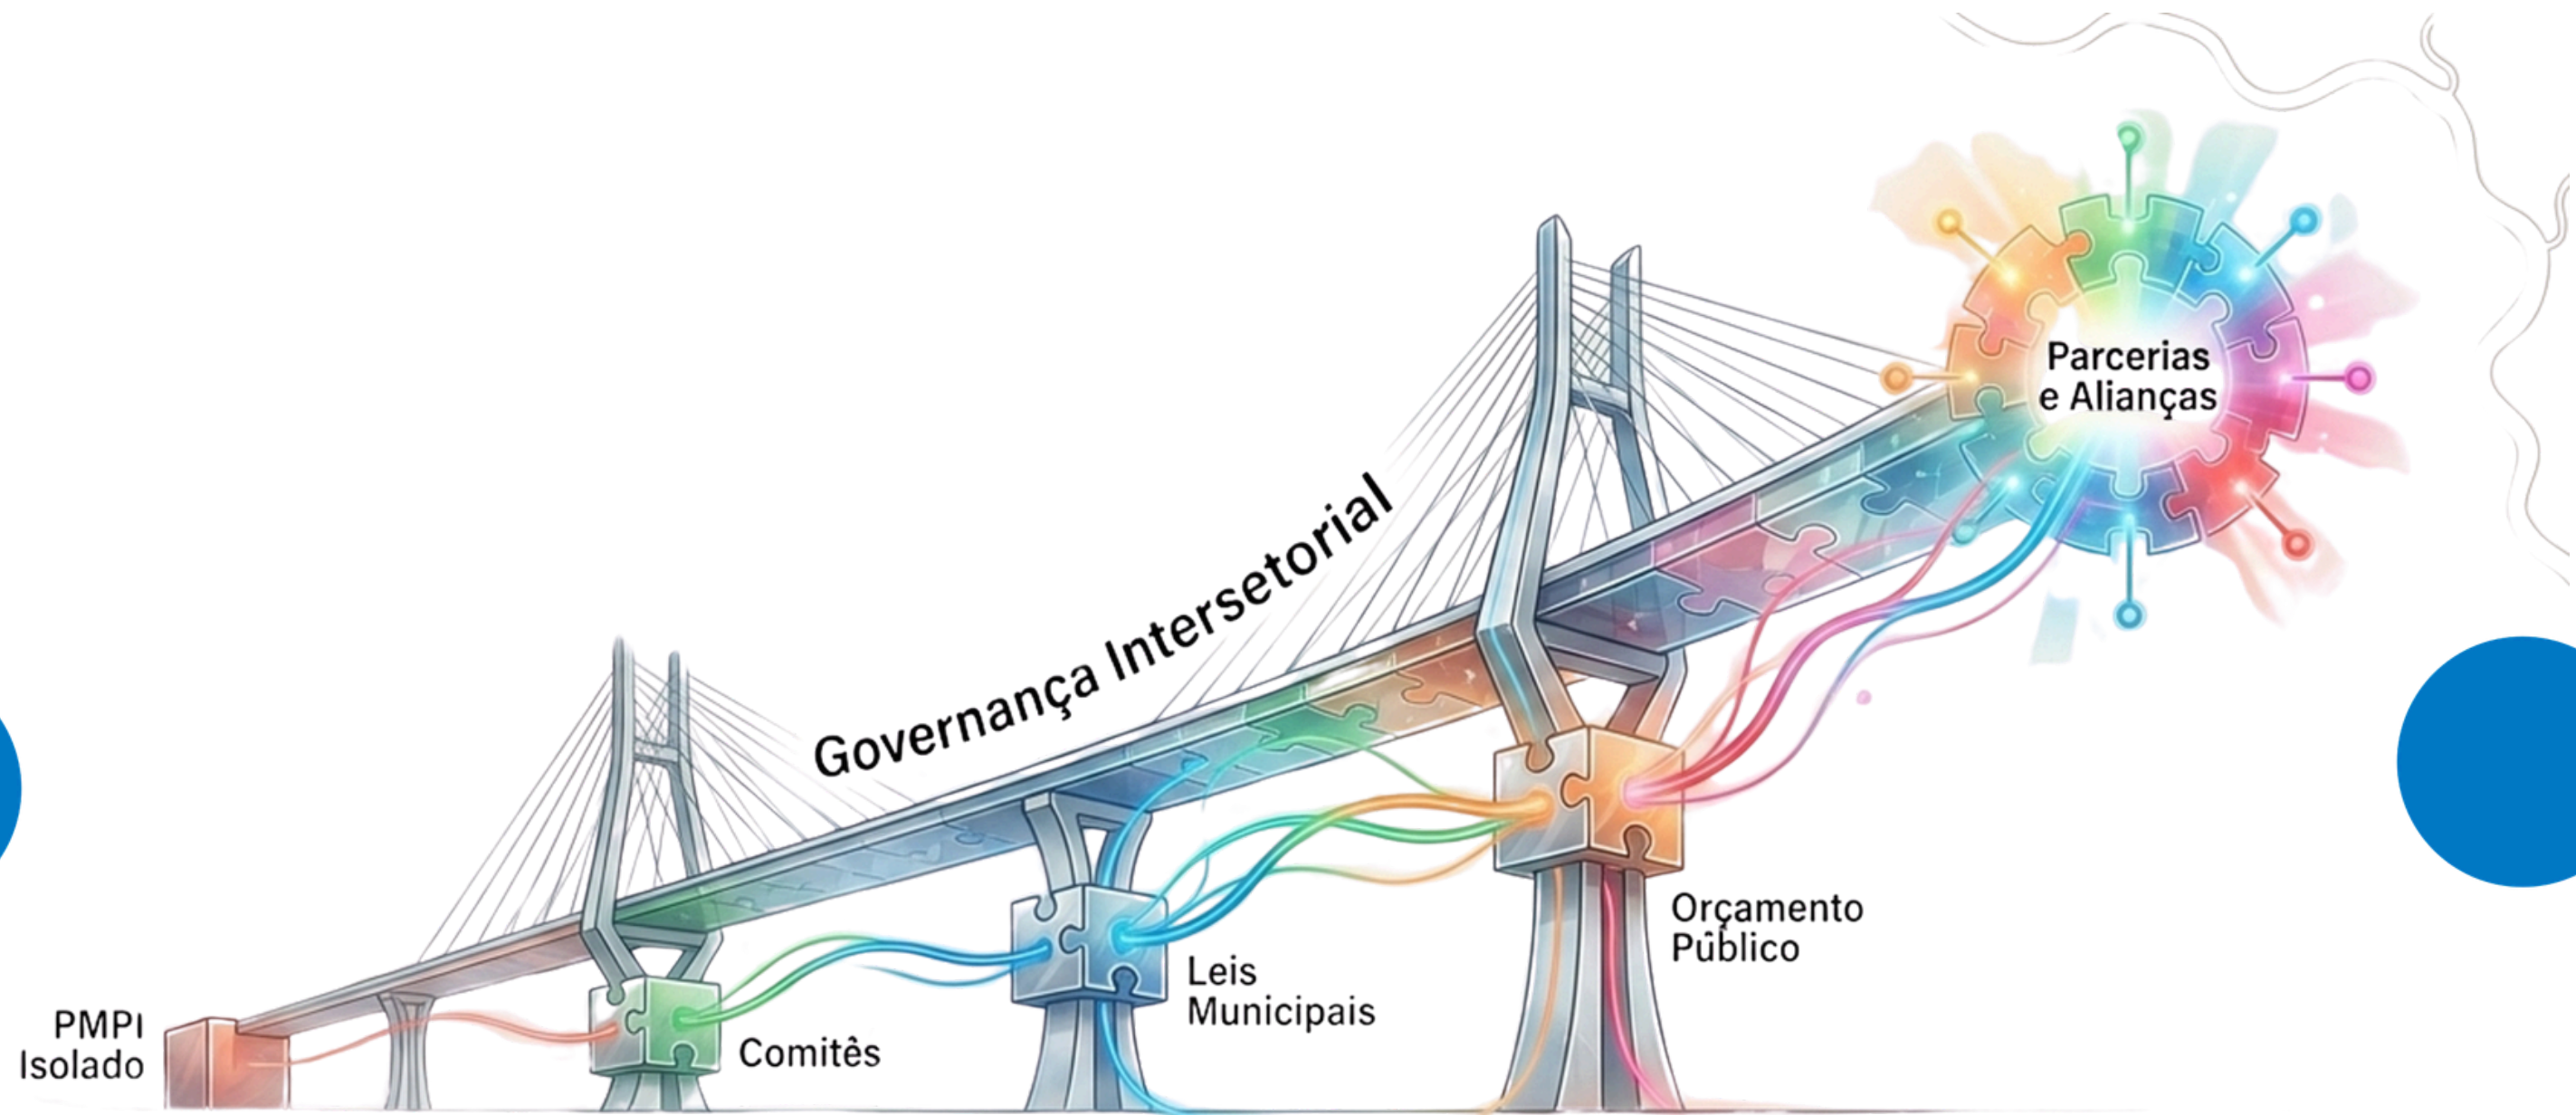 Parcerias
e Alianças
Governança Intersetorial
Orçamento
Público
Leis
Municipais
PMPI
Isolado
Comitês